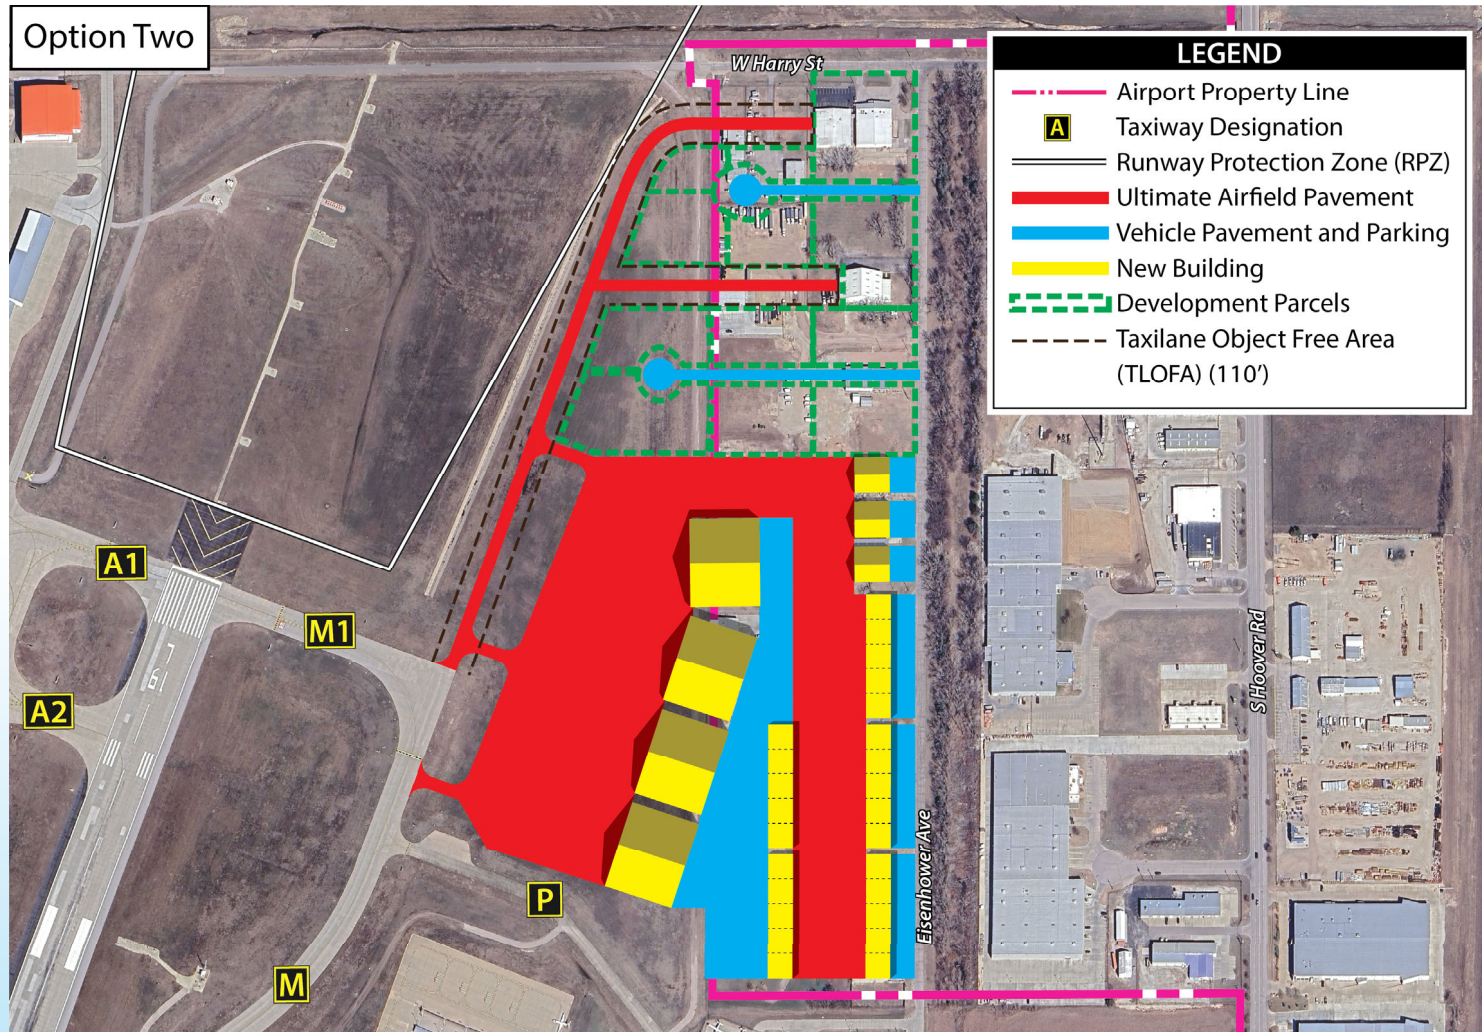 Option Two
W Harry St
LEGEND
Airport Property Line
A Taxiway Designation
Runway Protection Zone (RPZ)
Ultimate Airfield Pavement
Vehicle Pavement and Parking
New Building
Development Parcels
Taxilane Object Free Area
(TLOFA) (110′)
A1
M1
A2
19L
S Hoover Rd
Eisenhower Ave
P
M